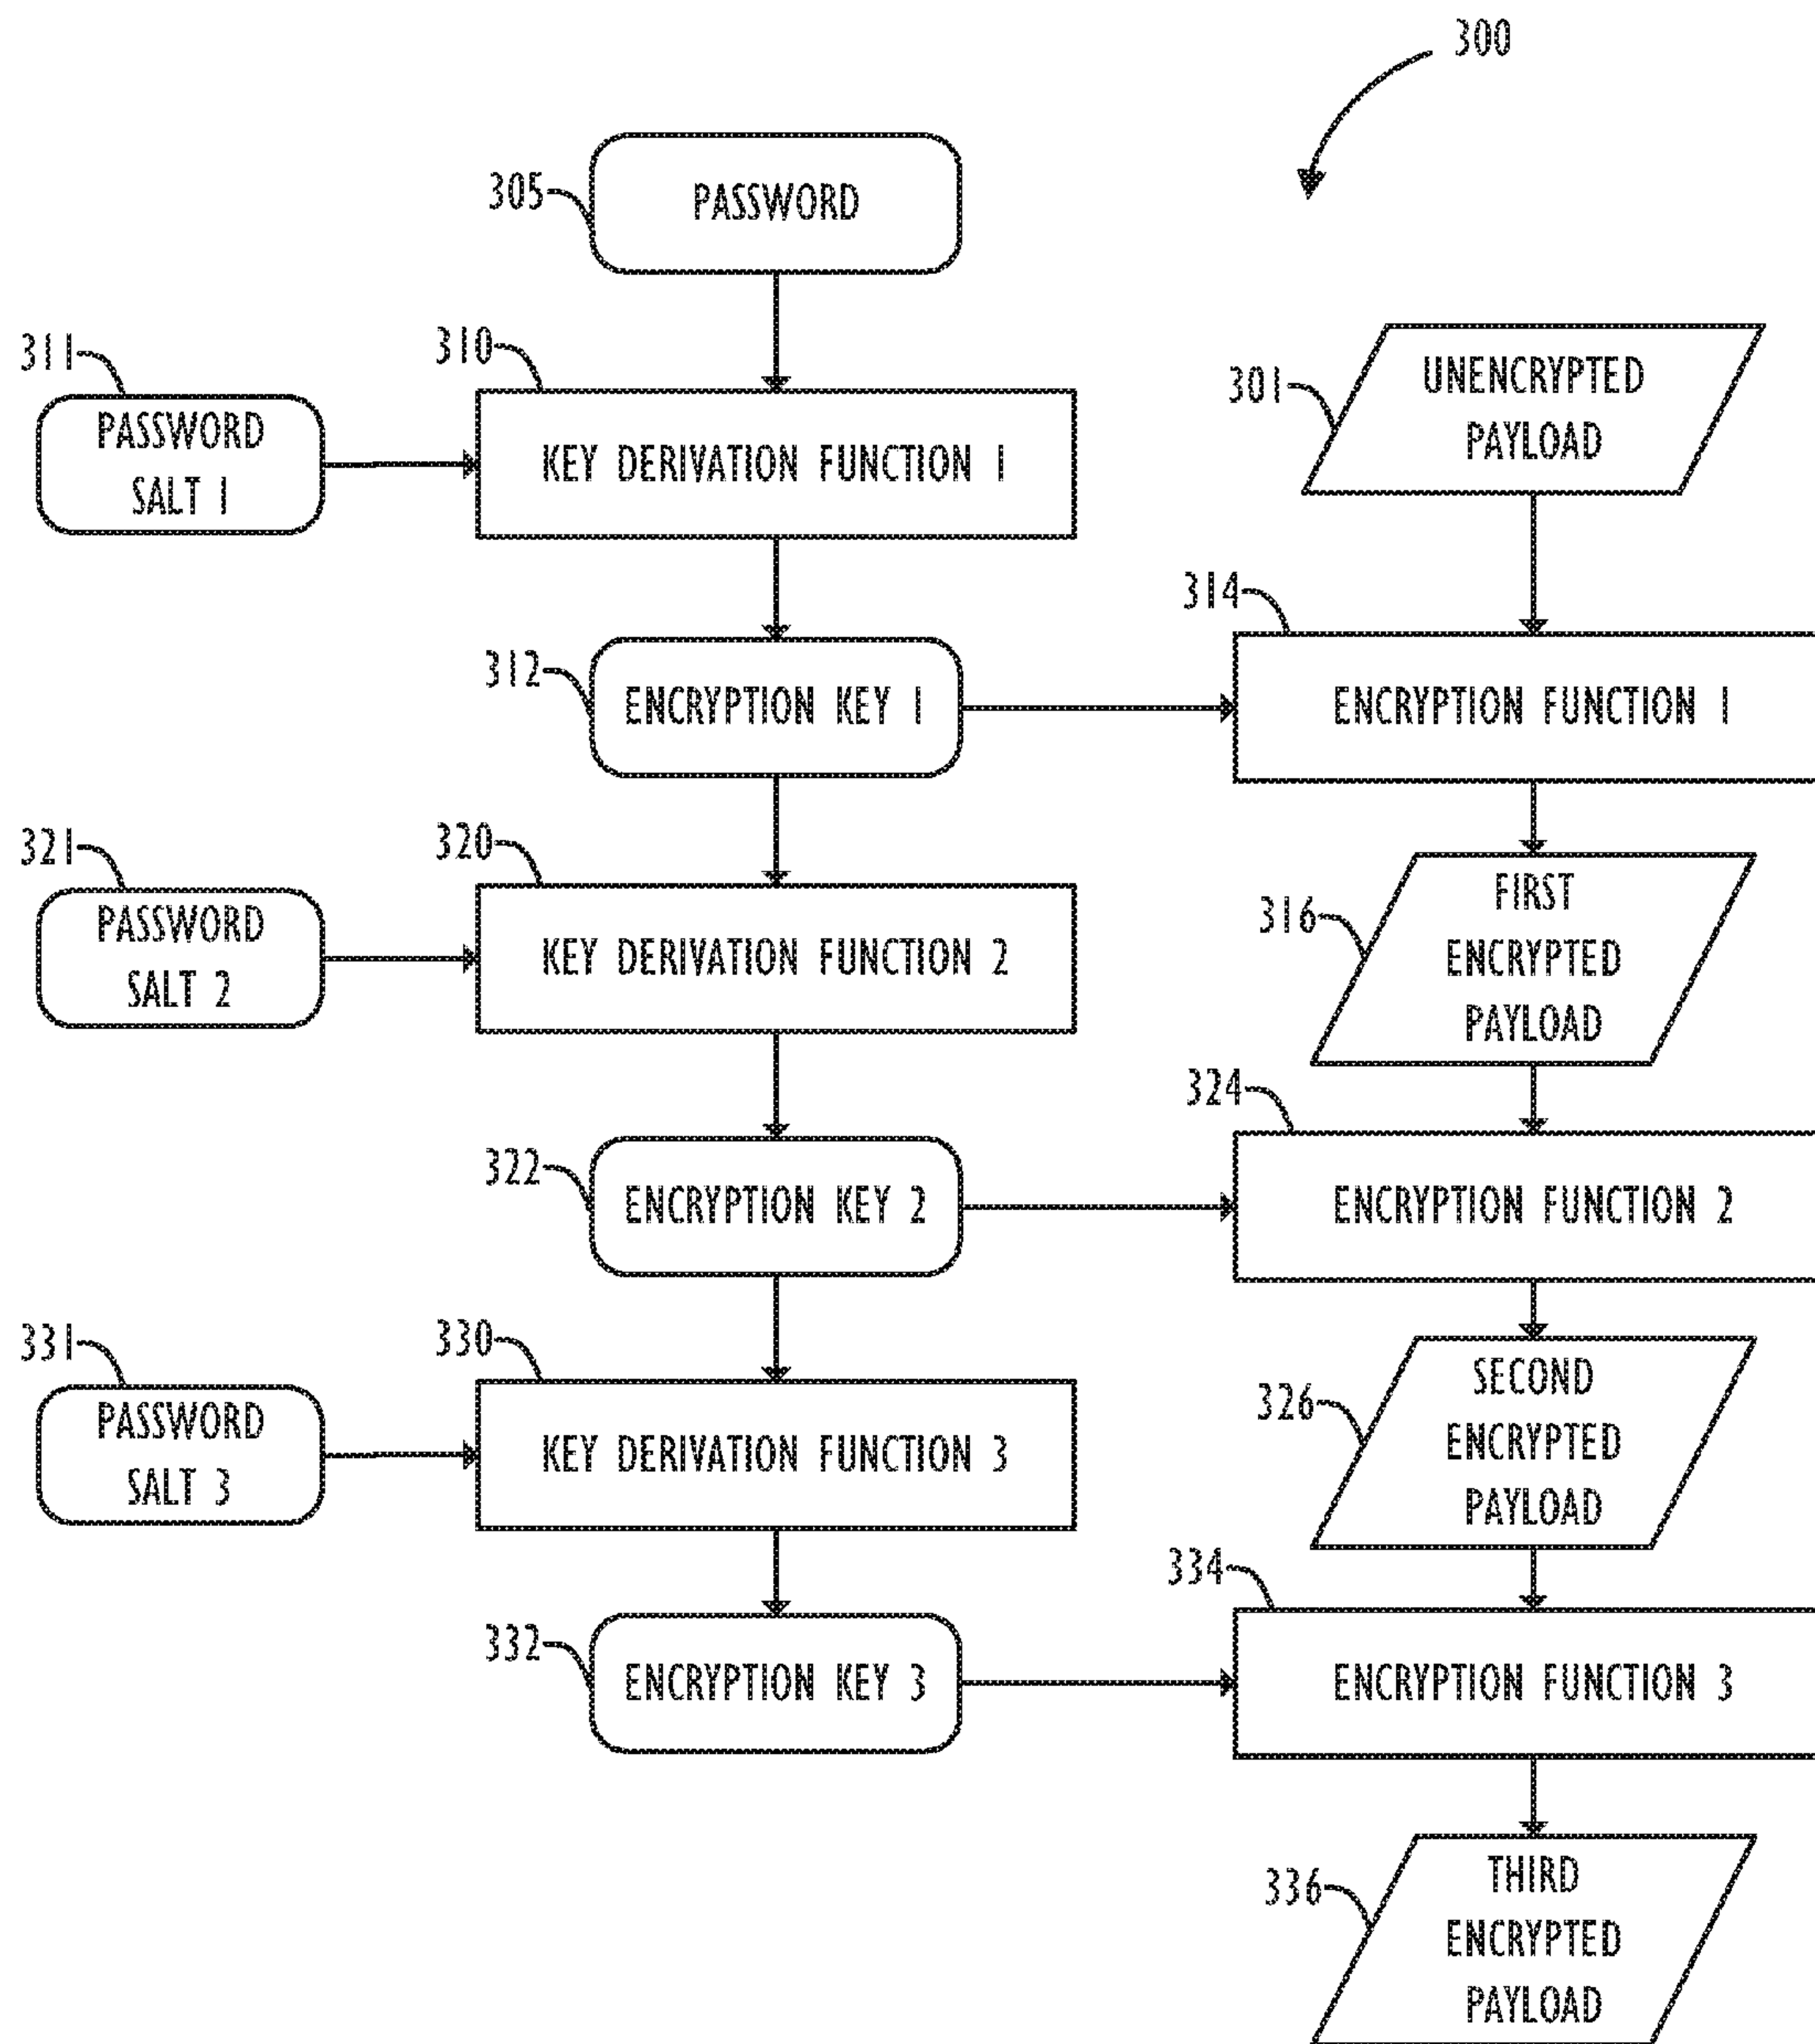 300
305
PASSWORD
311
310
301
UNENCRYPTED
PAYLOAD
PASSWORD
SALT 1
KEY DERIVATION FUNCTION 1
314
312
ENCRYPTION KEY 1
ENCRYPTION FUNCTION 1
321
320
316
FIRST
ENCRYPTED
PAYLOAD
PASSWORD
SALT 2
KEY DERIVATION FUNCTION 2
324
322
ENCRYPTION KEY 2
ENCRYPTION FUNCTION 2
331
330
326
SECOND
ENCRYPTED
PAYLOAD
PASSWORD
SALT 3
KEY DERIVATION FUNCTION 3
334
332
ENCRYPTION KEY 3
ENCRYPTION FUNCTION 3
336
THIRD
ENCRYPTED
PAYLOAD